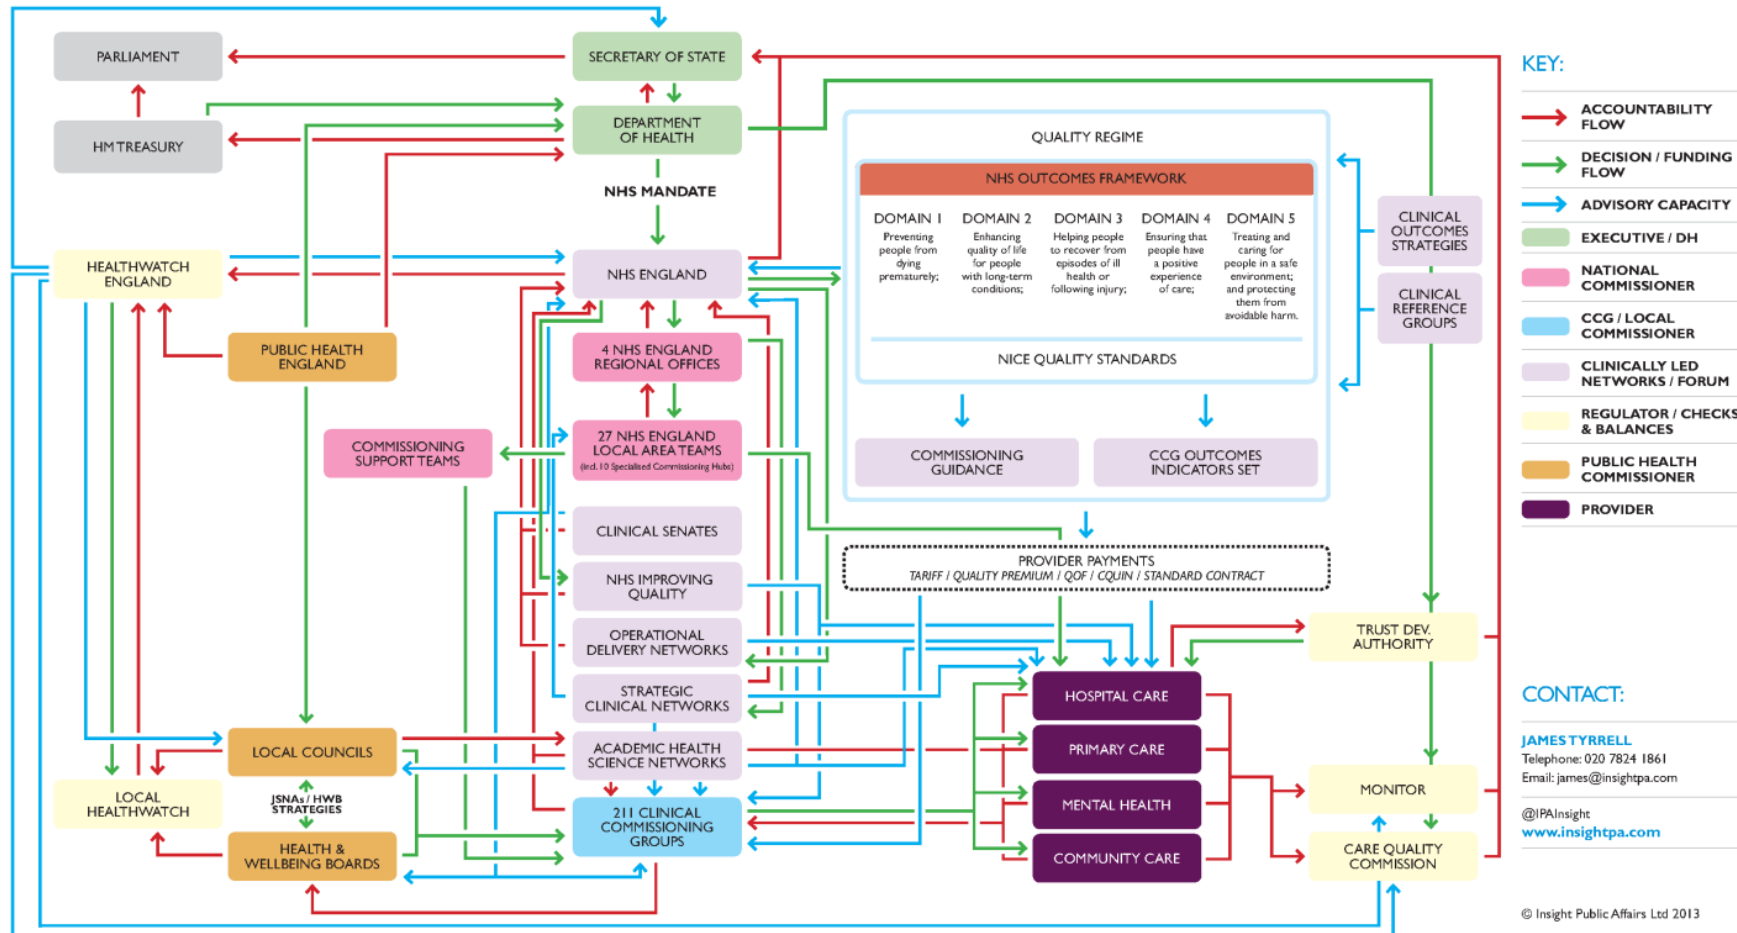 PARLIAMENT
SECRETARY OF STATE
HM TREASURY
DEPARTMENT
OF HEALTH
NHS MANDATE
HEALTHWATCH
ENGLAND
NHS ENGLAND
PUBLIC HEALTH
ENGLAND
4 NHS ENGLAND
REGIONAL OFFICES
COMMISSIONING
SUPPORT TEAMS
27 NHS ENGLAND
LOCAL AREA TEAMS
(incl. 10 Specialised Commissioning Hubs)
CLINICAL SENATES
NHS IMPROVING
QUALITY
OPERATIONAL
DELIVERY NETWORKS
STRATEGIC
CLINICAL NETWORKS
ACADEMIC HEALTH
SCIENCE NETWORKS
211 CLINICAL
COMMISSIONING
GROUPS
LOCAL COUNCILS
JSNAs / HWB
STRATEGIES
LOCAL
HEALTHWATCH
HEALTH &
WELLBEING BOARDS
QUALITY REGIME
NHS OUTCOMES FRAMEWORK
DOMAIN 1
Preventing
people from
dying
prematurely;
DOMAIN 2
Enhancing
quality of life
for people
with long-term
conditions;
DOMAIN 3
Helping people
to recover from
episodes of ill
health or
following injury;
DOMAIN 4
Ensuring that
people have
a positive
experience
of care;
DOMAIN 5
Treating and
caring for
people in a safe
environment;
and protecting
them from
avoidable harm.
NICE QUALITY STANDARDS
COMMISSIONING
GUIDANCE
CCG OUTCOMES
INDICATORS SET
CLINICAL
OUTCOMES
STRATEGIES
CLINICAL
REFERENCE
GROUPS
PROVIDER PAYMENTS
TARIFF / QUALITY PREMIUM / QOF / CQUIN / STANDARD CONTRACT
HOSPITAL CARE
PRIMARY CARE
MENTAL HEALTH
COMMUNITY CARE
TRUST DEV.
AUTHORITY
MONITOR
CARE QUALITY
COMMISSION
KEY:
ACCOUNTABILITY
FLOW
DECISION / FUNDING
FLOW
ADVISORY CAPACITY
EXECUTIVE / DH
NATIONAL
COMMISSIONER
CCG / LOCAL
COMMISSIONER
CLINICALLY LED
NETWORKS / FORUM
REGULATOR / CHECKS
& BALANCES
PUBLIC HEALTH
COMMISSIONER
PROVIDER
CONTACT:
JAMES TYRRELL
Telephone: 020 7824 1861
Email: james@insightpa.com
@IPAInsight
www.insightpa.com
© Insight Public Affairs Ltd 2013